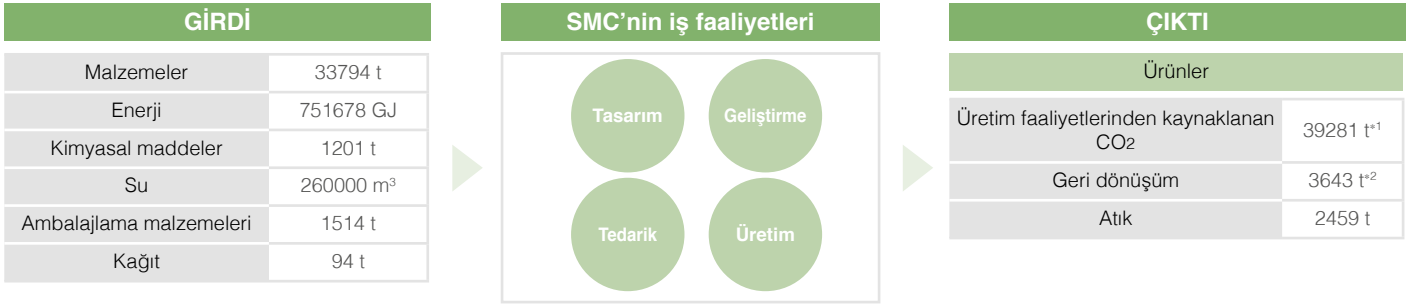 GİRDİ
Malzemeler 33794 t
Enerji 751678 GJ
Kimyasal maddeler 1201 t
Su 260000 m³
Ambalajlama malzemeleri 1514 t
Kağıt 94 t
SMC’nin iş faaliyetleri
Tasarım
Geliştirme
Tedarik
Üretim
ÇIKTI
Ürünler
Üretim faaliyetlerinden kaynaklanan
CO2
39281 t*1
Geri dönüşüm 3643 t*2
Atık 2459 t